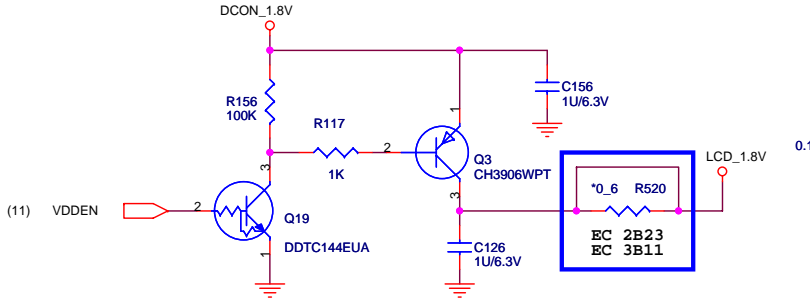 DCON_1.8V
R156
100K
R117
1K
3
2
1
Q3
CH3906WPT
3
C156
1U/6.3V
0.1
LCD_1.8V
*0_6 R520
EC 2B23
EC 3B11
(11) VDDEN
2
Q19
DDTC144EUA
1
C126
1U/6.3V